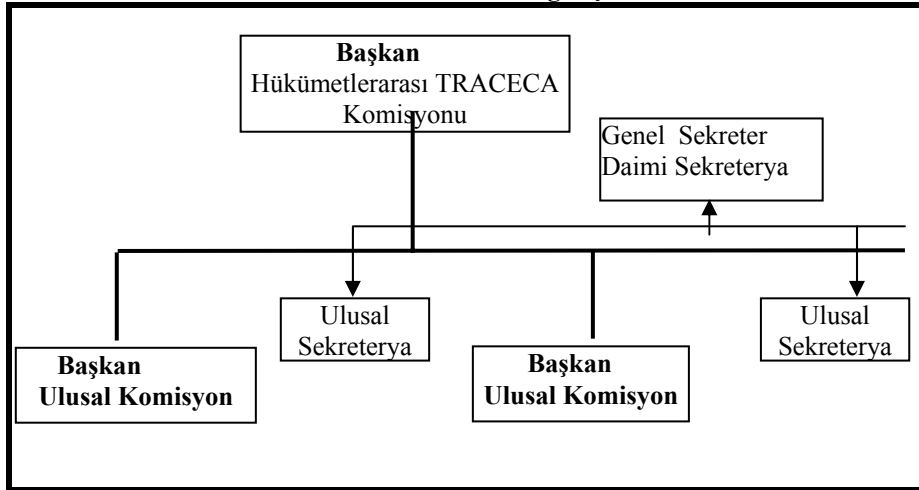 Başkan
Hükümetlerarası TRACECA
Komisyonu
Genel Sekreter
Daimi Sekreterya
Ulusal
Sekreterya
Ulusal
Sekreterya
Başkan
Ulusal Komisyon
Başkan
Ulusal Komisyon